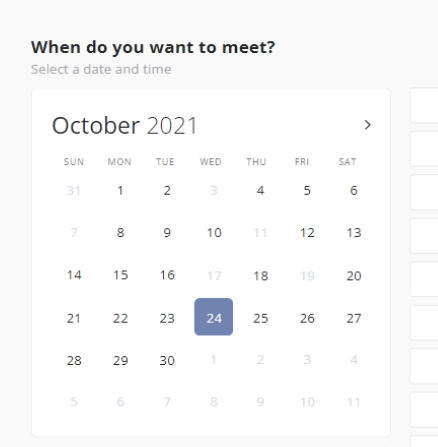 When do you want to meet?
Select a date and time
October 2021
SUN MON TUE WED THU FRI SAT
31 1 2 3 4 5 6
7 8 9 10 11 12 13
14 15 16 17 18 19 20
21 22 23 24 25 26 27
28 29 30 1 2 3 4
5 6 7 8 9 10 11